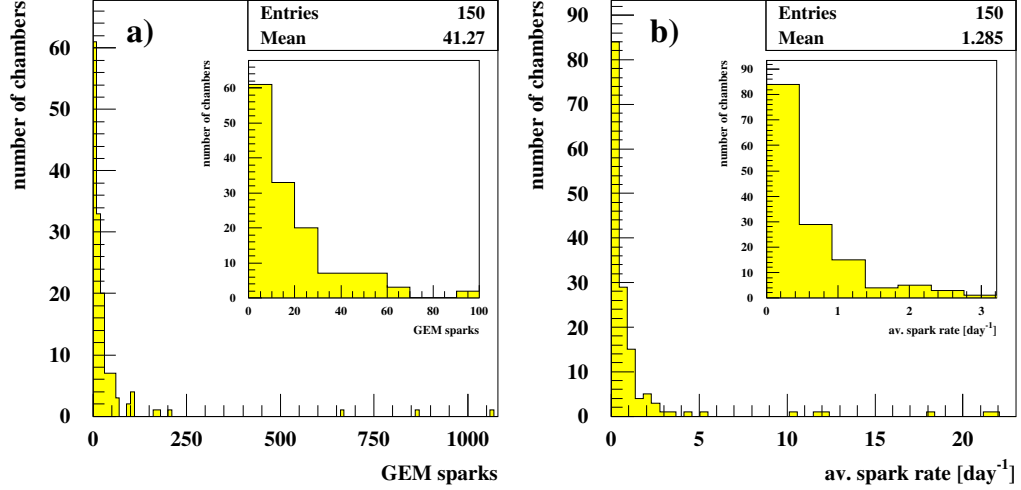 a)
Entries 150
Mean 41.27
number of chambers
60
50
40
30
20
10
0
0 250 500 750 1000
GEM sparks
number of chambers
60
50
40
30
20
10
0
0 20 40 60 80 100
GEM sparks
b)
Entries 150
Mean 1.285
number of chambers
90
80
70
60
50
40
30
20
10
0
0 5 10 15 20
av. spark rate [day-1]
number of chambers
90
80
70
60
50
40
30
20
10
0
0 1 2 3
av. spark rate [day-1]